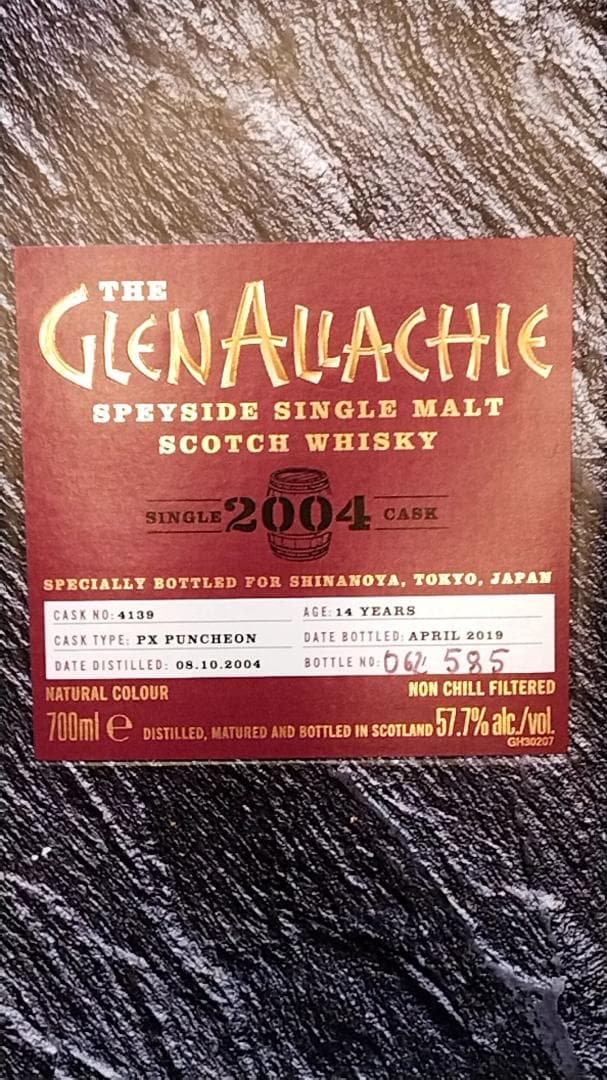 THE
GLENALLACHIE
SPEYSIDE SINGLE MALT
SCOTCH WHISKY
SINGLE 2004 CASK
SPECIALLY BOTTLED FOR SHINANOYA, TOKYO, JAPAN
CASK NO: 4139 AGE: 14 YEARS
CASK TYPE: PX PUNCHEON DATE BOTTLED: APRIL 2019
DATE DISTILLED: 08.10.2004 BOTTLE NO: 062 585
NATURAL COLOUR NON CHILL FILTERED
700ml e DISTILLED, MATURED AND BOTTLED IN SCOTLAND 57.7% alc./vol.
GH30207